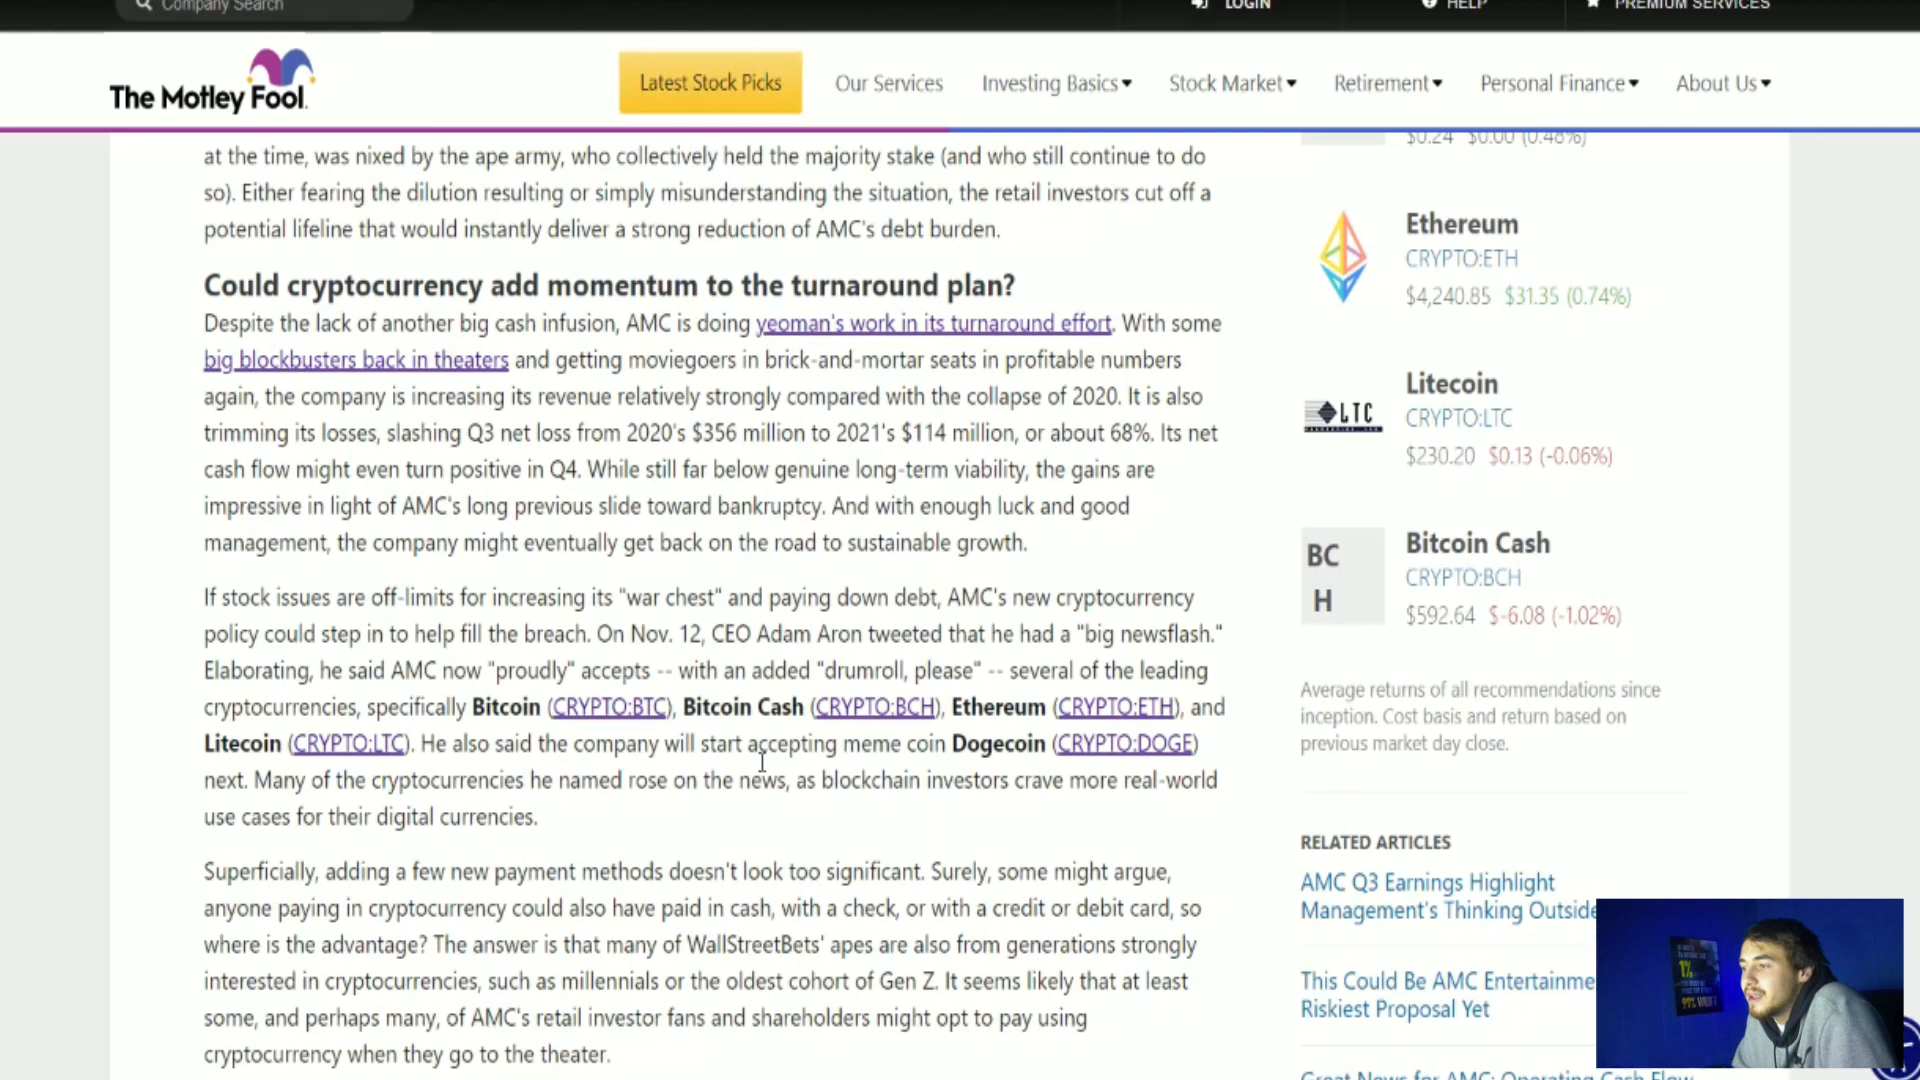 Company Search
LOGIN
HELP
PREMIUM SERVICES
The Motley Fool.
Latest Stock Picks
Our Services
Investing Basics
Stock Market
Retirement
Personal Finance
About Us
at the time, was nixed by the ape army, who collectively held the majority stake (and who still continue to do
so). Either fearing the dilution resulting or simply misunderstanding the situation, the retail investors cut off a
potential lifeline that would instantly deliver a strong reduction of AMC's debt burden.
Could cryptocurrency add momentum to the turnaround plan?
Despite the lack of another big cash infusion, AMC is doing yeoman's work in its turnaround effort. With some
big blockbusters back in theaters and getting moviegoers in brick-and-mortar seats in profitable numbers
again, the company is increasing its revenue relatively strongly compared with the collapse of 2020. It is also
trimming its losses, slashing Q3 net loss from 2020's $356 million to 2021's $114 million, or about 68%. Its net
cash flow might even turn positive in Q4. While still far below genuine long-term viability, the gains are
impressive in light of AMC's long previous slide toward bankruptcy. And with enough luck and good
management, the company might eventually get back on the road to sustainable growth.
If stock issues are off-limits for increasing its "war chest" and paying down debt, AMC's new cryptocurrency
policy could step in to help fill the breach. On Nov. 12, CEO Adam Aron tweeted that he had a "big newsflash."
Elaborating, he said AMC now "proudly" accepts -- with an added "drumroll, please" -- several of the leading
cryptocurrencies, specifically Bitcoin (CRYPTO:BTC), Bitcoin Cash (CRYPTO:BCH), Ethereum (CRYPTO:ETH), and
Litecoin (CRYPTO:LTC). He also said the company will start accepting meme coin Dogecoin (CRYPTO:DOGE)
next. Many of the cryptocurrencies he named rose on the news, as blockchain investors crave more real-world
use cases for their digital currencies.
Superficially, adding a few new payment methods doesn't look too significant. Surely, some might argue,
anyone paying in cryptocurrency could also have paid in cash, with a check, or with a credit or debit card, so
where is the advantage? The answer is that many of WallStreetBets' apes are also from generations strongly
interested in cryptocurrencies, such as millennials or the oldest cohort of Gen Z. It seems likely that at least
some, and perhaps many, of AMC's retail investor fans and shareholders might opt to pay using
cryptocurrency when they go to the theater.
$0.24 $0.00 (0.48%)
Ethereum
CRYPTO:ETH
$4,240.85 $31.35 (0.74%)
LTC
Litecoin
CRYPTO:LTC
$230.20 $0.13 (-0.06%)
BC
H
Bitcoin Cash
CRYPTO:BCH
$592.64 $-6.08 (-1.02%)
Average returns of all recommendations since
inception. Cost basis and return based on
previous market day close.
RELATED ARTICLES
AMC Q3 Earnings Highlight
Management's Thinking Outside
This Could Be AMC Entertainme
Riskiest Proposal Yet
Great News for AMC: Operating Cash Flow
1%
99% WON'T